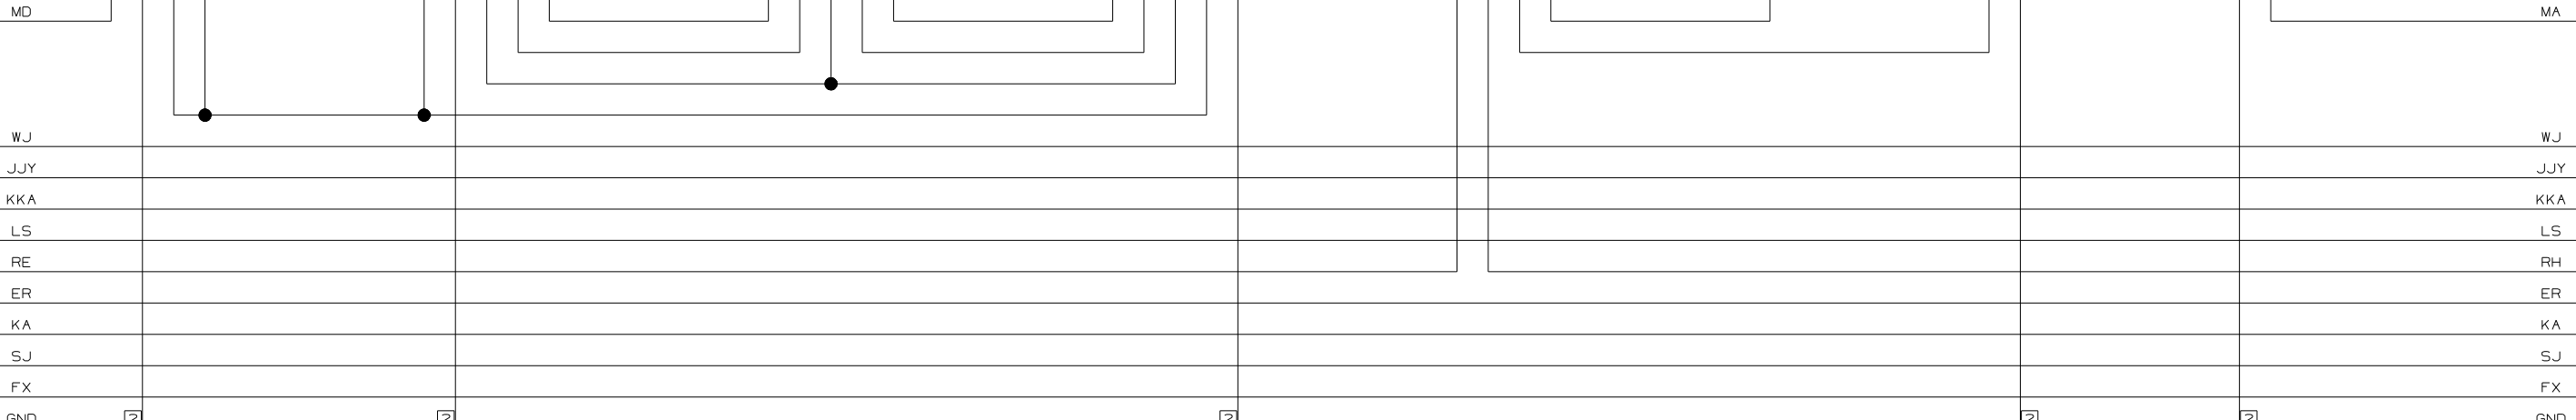 MD MA
WJ WJ
JJY JJY
KKA KKA
LS LS
RE RH
ER ER
KA KA
SJ SJ
FX FX
GND GND